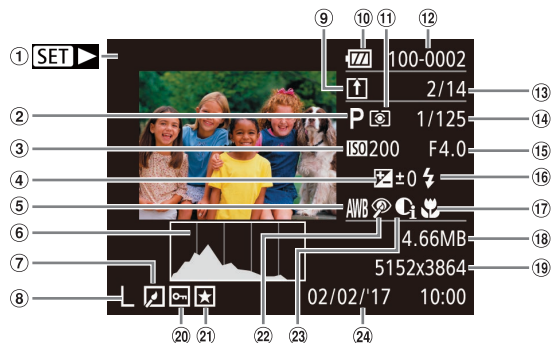 ① SET ② ③ ④ ⑤ ⑥ ⑦ ⑧
⑨ ⑩ ⑪ ⑫
100-0002
2/14 ⑬
P 1/125 ⑭
ISO 200 F4.0 ⑮
±0 ⑯
AWB i ⑰
4.66MB ⑱
5152x3864 ⑲
L
02/02/'17 10:00
⑳ ㉑ ㉒ ㉓ ㉔